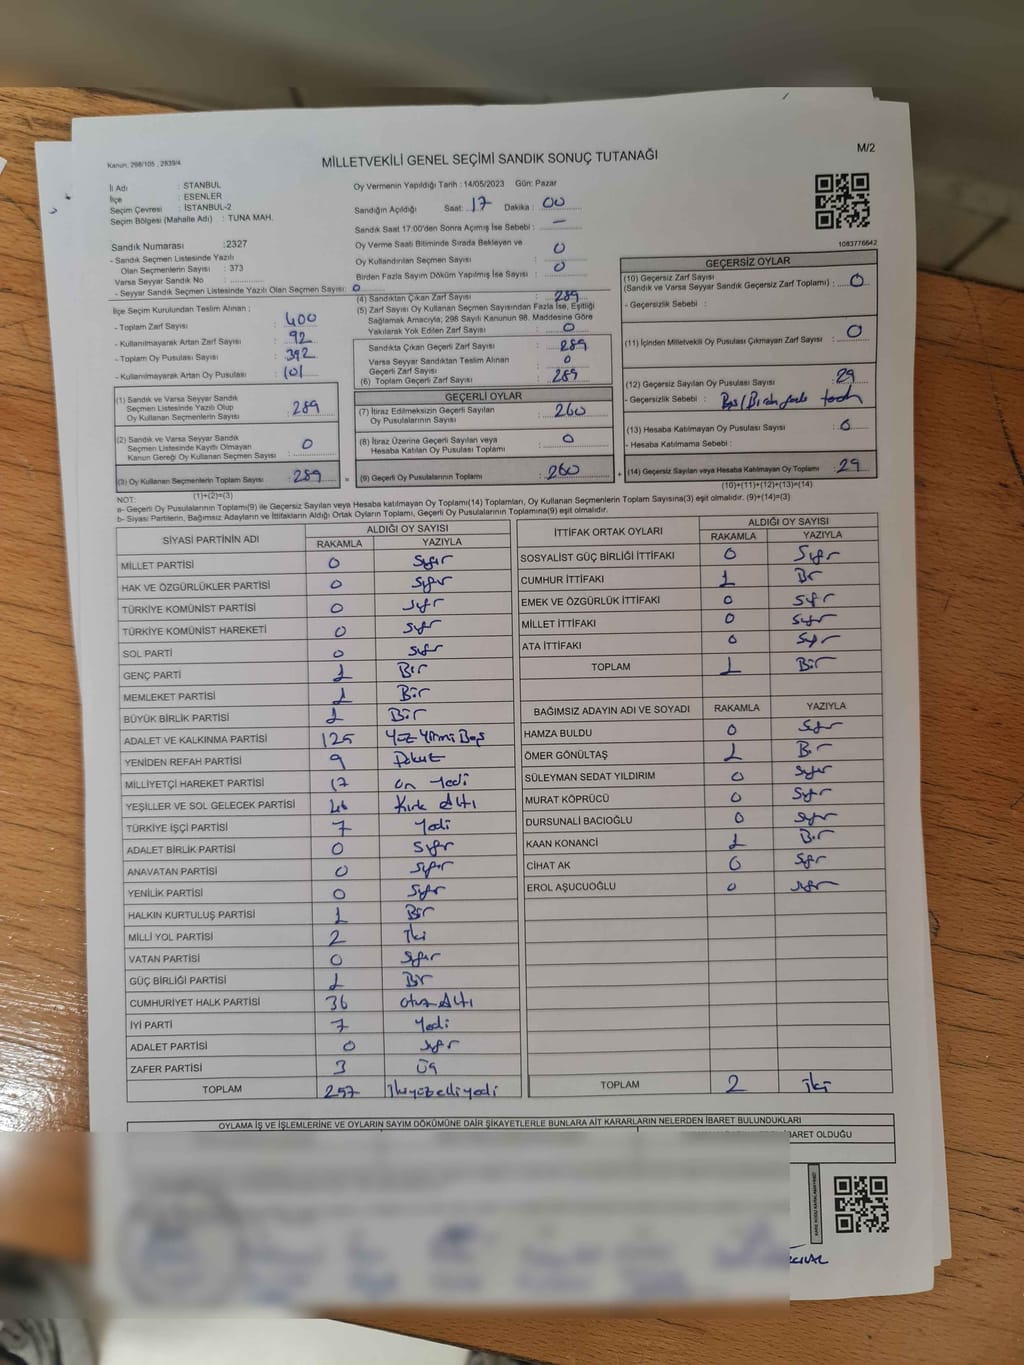 Kanun, 298/105 , 2839/4
MİLLETVEKİLİ GENEL SEÇİMİ SANDIK SONUÇ TUTANAĞI
M/2
İl Adı : STANBUL
İlçe : ESENLER
Seçim Çevresi : İSTANBUL-2
Seçim Bölgesi (Mahalle Adı) : TUNA MAH.
Sandık Numarası :2327
- Sandık Seçmen Listesinde Yazılı
Olan Seçmenlerin Sayısı : 373
Varsa Seyyar Sandık No :
- Seyyar Sandık Seçmen Listesinde Yazılı Olan Seçmen Sayısı: 0
İlçe Seçim Kurulundan Teslim Alınan ;
- Toplam Zarf Sayısı : 400
- Kullanılmayarak Artan Zarf Sayısı : 92
- Toplam Oy Pusulası Sayısı : 392
- Kullanılmayarak Artan Oy Pusulası : 101
Oy Vermenin Yapıldığı Tarih : 14/05/2023 Gün: Pazar
Sandığın Açıldığı Saat: 17 Dakika : 00
Sandık Saat 17:00'den Sonra Açımış İse Sebebi : —
Oy Verme Saati Bitiminde Sırada Bekleyen ve
Oy Kullandırılan Seçmen Sayısı : 0
Birden Fazla Sayım Döküm Yapılmış İse Sayısı : 0
(4) Sandıktan Çıkan Zarf Sayısı : 289
(5) Zarf Sayısı Oy Kullanan Seçmen Sayısından Fazla İse, Eşitliği
Sağlamak Amacıyla; 298 Sayılı Kanunun 98. Maddesine Göre
Yakılarak Yok Edilen Zarf Sayısı : 0
Sandıkta Çıkan Geçerli Zarf Sayısı : 289
Varsa Seyyar Sandıktan Teslim Alınan
Geçerli Zarf Sayısı : 0
(6) Toplam Geçerli Zarf Sayısı : 289
1083776642
GEÇERSİZ OYLAR
(10) Geçersiz Zarf Sayısı
(Sandık ve Varsa Seyyar Sandık Geçersiz Zarf Toplamı) : 0
- Geçersizlik Sebebi :
(11) İçinden Milletvekili Oy Pusulası Çıkmayan Zarf Sayısı : 0
(12) Geçersiz Sayılan Oy Pusulası Sayısı : 29
- Geçersizlik Sebebi :
(13) Hesaba Katılmayan Oy Pusulası Sayısı : 0
- Hesaba Katılmama Sebebi :
(14) Geçersiz Sayılan veya Hesaba Katılmayan Oy Toplamı : 29
(10)+(11)+(12)+(13)=(14)
(1) Sandık ve Varsa Seyyar Sandık
Seçmen Listesinde Yazılı Olup
Oy Kullanan Seçmenlerin Sayısı : 289
(2) Sandık ve Varsa Seyyar Sandık
Seçmen Listesinde Kayıtlı Olmayan
Kanun Gereği Oy Kullanan Seçmen Sayısı : 0
(3) Oy Kullanan Seçmenlerin Toplam Sayısı : 289 =
(1)+(2)=(3)
GEÇERLİ OYLAR
(7) İtiraz Edilmeksizin Geçerli Sayılan
Oy Pusulalarının Sayısı : 260
(8) İtiraz Üzerine Geçerli Sayılan veya
Hesaba Katılan Oy Pusulası Toplamı : 0
(9) Geçerli Oy Pusulalarının Toplamı : 260 +
NOT:
a- Geçerli Oy Pusulalarının Toplamı(9) ile Geçersiz Sayılan veya Hesaba katılmayan Oy Toplamı(14) Toplamları, Oy Kullanan Seçmenlerin Toplam Sayısına(3) eşit olmalıdır. (9)+(14)=(3)
b- Siyasi Partilerin, Bağımsız Adayların ve İttifakların Aldığı Ortak Oyların Toplamı, Geçerli Oy Pusulalarının Toplamına(9) eşit olmalıdır.
SİYASİ PARTİNİN ADI ALDIĞI OY SAYISI
RAKAMLA YAZIYLA
MİLLET PARTİSİ 0 Sıfır
HAK VE ÖZGÜRLÜKLER PARTİSİ 0 Sıfır
TÜRKİYE KOMÜNİST PARTİSİ 0 Sıfır
TÜRKİYE KOMÜNİST HAREKETİ 0 Sıfır
SOL PARTİ 0 Sıfır
GENÇ PARTİ 1 Bir
MEMLEKET PARTİSİ 1 Bir
BÜYÜK BİRLİK PARTİSİ 1 Bir
ADALET VE KALKINMA PARTİSİ 125 Yüz Yirmi Beş
YENİDEN REFAH PARTİSİ 9 Dokuz
MİLLİYETÇİ HAREKET PARTİSİ 17 on Yedi
YEŞİLLER VE SOL GELECEK PARTİSİ 46 Kırk Altı
TÜRKİYE İŞÇİ PARTİSİ 7 Yedi
ADALET BİRLİK PARTİSİ 0 Sıfır
ANAVATAN PARTİSİ 0 Sıfır
YENİLİK PARTİSİ 0 Sıfır
HALKIN KURTULUŞ PARTİSİ 1 Bir
MİLLİ YOL PARTİSİ 2 İki
VATAN PARTİSİ 0 Sıfır
GÜÇ BİRLİĞİ PARTİSİ 1 Bir
CUMHURİYET HALK PARTİSİ 36 Otuz Altı
İYİ PARTİ 7 Yedi
ADALET PARTİSİ 0 Sıfır
ZAFER PARTİSİ 3 Üç
TOPLAM 257 İkiyüzelliyedi
İTTİFAK ORTAK OYLARI ALDIĞI OY SAYISI
RAKAMLA YAZIYLA
SOSYALİST GÜÇ BİRLİĞİ İTTİFAKI 0 Sıfır
CUMHUR İTTİFAKI 1 Bir
EMEK VE ÖZGÜRLÜK İTTİFAKI 0 Sıfır
MİLLET İTTİFAKI 0 Sıfır
ATA İTTİFAKI 0 Sıfır
TOPLAM 1 Bir
BAĞIMSIZ ADAYIN ADI VE SOYADI RAKAMLA YAZIYLA
HAMZA BULDU 0 Sıfır
ÖMER GÖNÜLTAŞ 1 Bir
SÜLEYMAN SEDAT YILDIRIM 0 Sıfır
MURAT KÖPRÜCÜ 0 Sıfır
DURSUNALİ BACIOĞLU 0 Sıfır
KAAN KONANCİ 1 Bir
CİHAT AK 0 Sıfır
EROL AŞUCUOĞLU 0 Sıfır
TOPLAM 2 İki
OYLAMA İŞ VE İŞLEMLERİNE VE OYLARIN SAYIM DÖKÜMÜNE DAİR ŞİKAYETLERLE BUNLARA AİT KARARLARIN NELERDEN İBARET BULUNDUKLARI
İBARET OLDUĞU